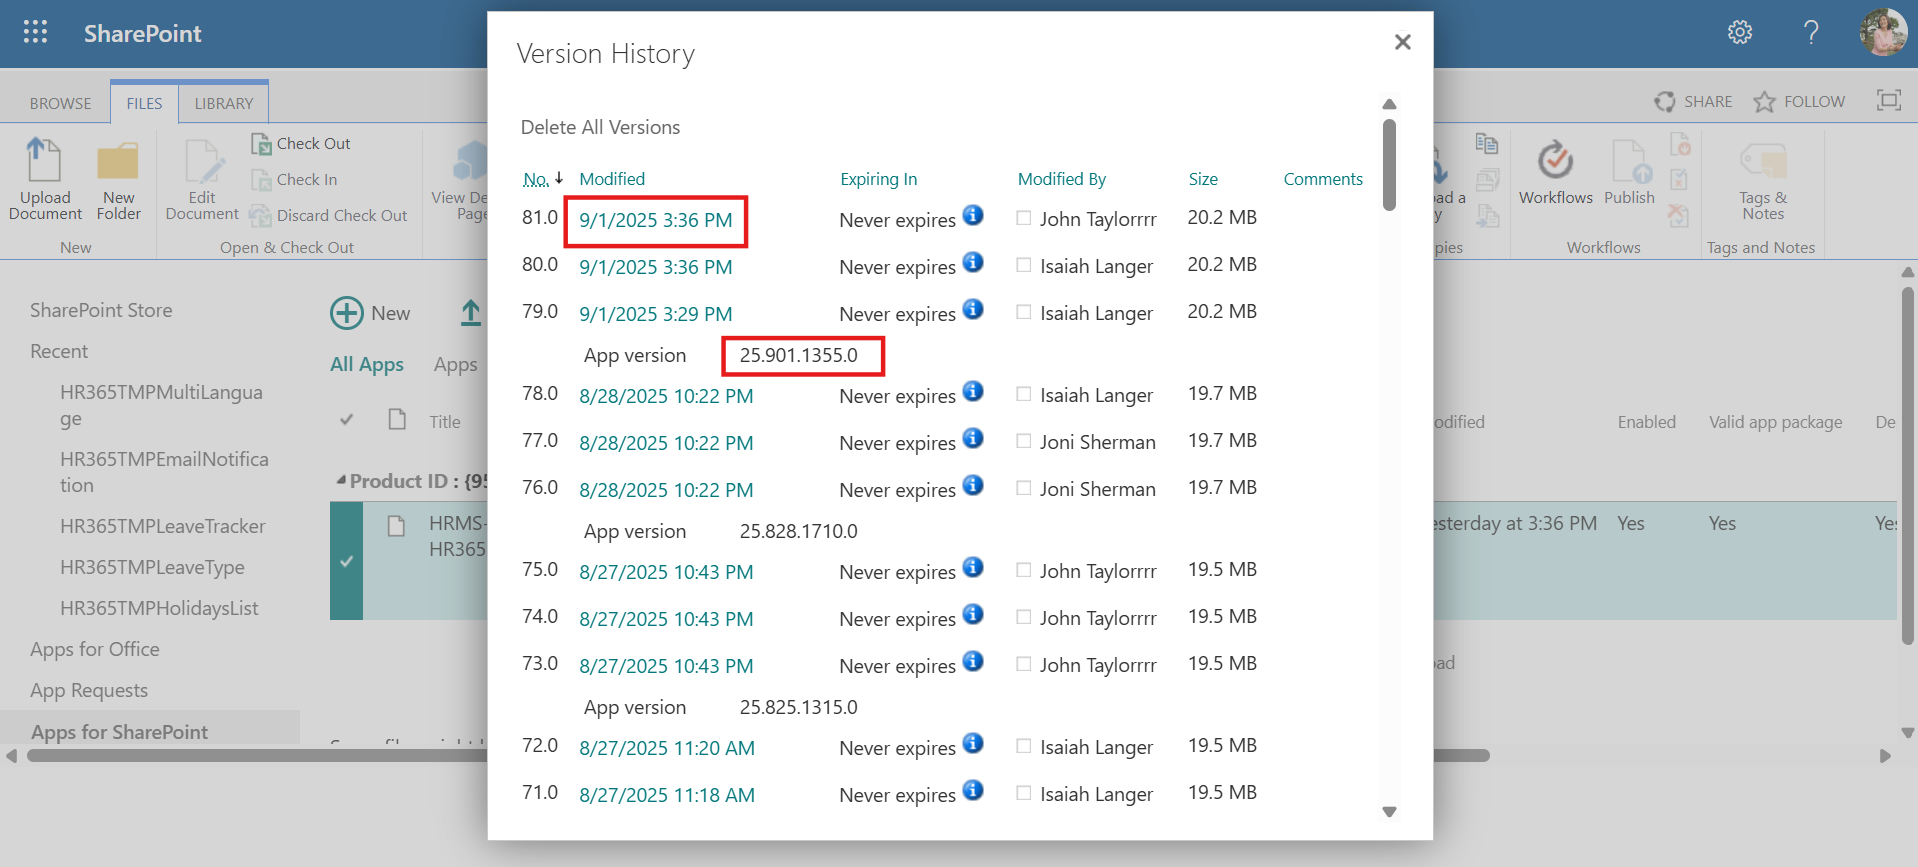 SharePoint
?
BROWSE FILES LIBRARY
SHARE FOLLOW
Upload Document
New Folder
New
Edit Document
Check Out
Check In
Discard Check Out
Open & Check Out
View De
Pag
ad a
y
pies
Workflows
Publish
Workflows
Tags & Notes
Tags and Notes
SharePoint Store
Recent
HR365TMPMultiLangua
ge
HR365TMPEmailNotifica
tion
HR365TMPLeaveTracker
HR365TMPLeaveType
HR365TMPHolidaysList
Apps for Office
App Requests
Apps for SharePoint
New
All Apps Apps
Title
Product ID : {95
HRMS-
HR365
odified Enabled Valid app package De
esterday at 3:36 PM Yes Yes Yes
oad
Version History
Delete All Versions
No. Modified Expiring In Modified By Size Comments
81.0 9/1/2025 3:36 PM Never expires John Taylorrrr 20.2 MB
80.0 9/1/2025 3:36 PM Never expires Isaiah Langer 20.2 MB
79.0 9/1/2025 3:29 PM Never expires Isaiah Langer 20.2 MB
App version 25.901.1355.0
78.0 8/28/2025 10:22 PM Never expires Isaiah Langer 19.7 MB
77.0 8/28/2025 10:22 PM Never expires Joni Sherman 19.7 MB
76.0 8/28/2025 10:22 PM Never expires Joni Sherman 19.7 MB
App version 25.828.1710.0
75.0 8/27/2025 10:43 PM Never expires John Taylorrrr 19.5 MB
74.0 8/27/2025 10:43 PM Never expires John Taylorrrr 19.5 MB
73.0 8/27/2025 10:43 PM Never expires John Taylorrrr 19.5 MB
App version 25.825.1315.0
72.0 8/27/2025 11:20 AM Never expires Isaiah Langer 19.5 MB
71.0 8/27/2025 11:18 AM Never expires Isaiah Langer 19.5 MB